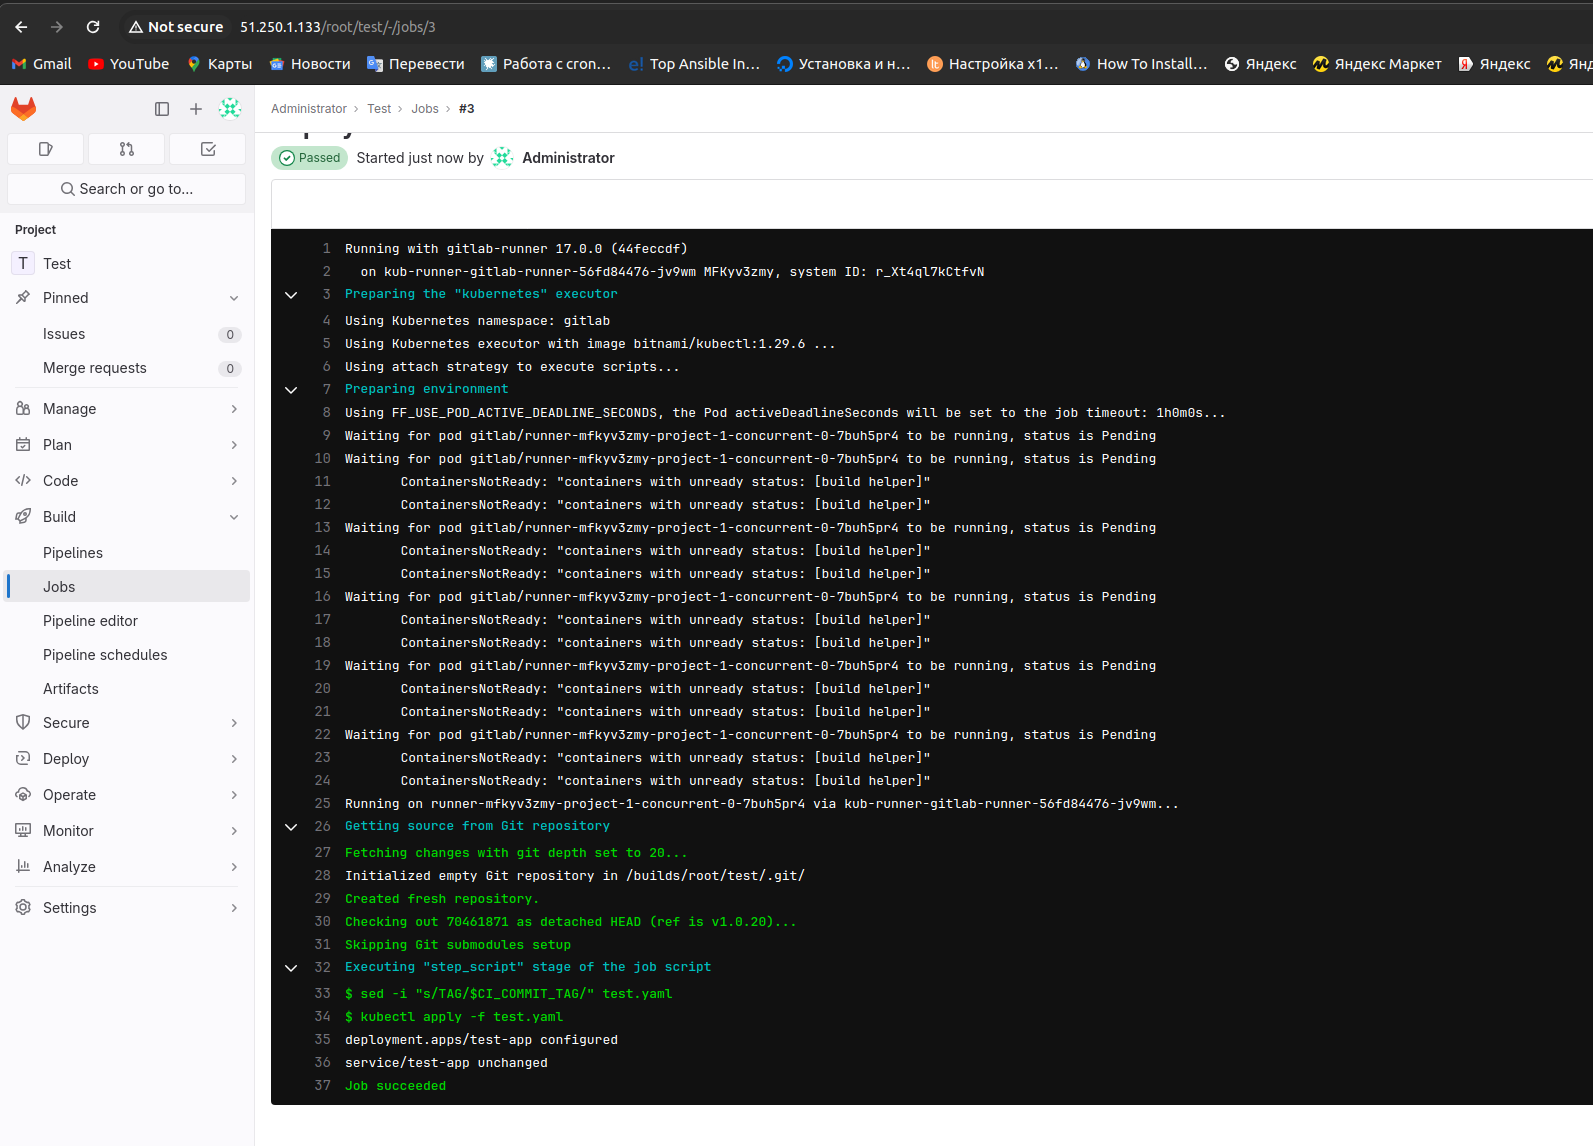 Not secure 51.250.1.133/root/test/-/jobs/3
Gmail YouTube Карты Новости Перевести Работа с cron... Top Ansible In... Установка и н... Настройка x1... How To Install... Яндекс Яндекс Маркет Яндекс
Administrator › Test › Jobs › #3
Passed Started just now by Administrator
Search or go to...
Project
T Test
Pinned
Issues 0
Merge requests 0
Manage
Plan
Code
Build
Pipelines
Jobs
Pipeline editor
Pipeline schedules
Artifacts
Secure
Deploy
Operate
Monitor
Analyze
Settings
1 Running with gitlab-runner 17.0.0 (44feccdf)
2 on kub-runner-gitlab-runner-56fd84476-jv9wm MFKyv3zmy, system ID: r_Xt4ql7kCtfvN
3 Preparing the "kubernetes" executor
4 Using Kubernetes namespace: gitlab
5 Using Kubernetes executor with image bitnami/kubectl:1.29.6 ...
6 Using attach strategy to execute scripts...
7 Preparing environment
8 Using FF_USE_POD_ACTIVE_DEADLINE_SECONDS, the Pod activeDeadlineSeconds will be set to the job timeout: 1h0m0s...
9 Waiting for pod gitlab/runner-mfkyv3zmy-project-1-concurrent-0-7buh5pr4 to be running, status is Pending
10 Waiting for pod gitlab/runner-mfkyv3zmy-project-1-concurrent-0-7buh5pr4 to be running, status is Pending
11 ContainersNotReady: "containers with unready status: [build helper]"
12 ContainersNotReady: "containers with unready status: [build helper]"
13 Waiting for pod gitlab/runner-mfkyv3zmy-project-1-concurrent-0-7buh5pr4 to be running, status is Pending
14 ContainersNotReady: "containers with unready status: [build helper]"
15 ContainersNotReady: "containers with unready status: [build helper]"
16 Waiting for pod gitlab/runner-mfkyv3zmy-project-1-concurrent-0-7buh5pr4 to be running, status is Pending
17 ContainersNotReady: "containers with unready status: [build helper]"
18 ContainersNotReady: "containers with unready status: [build helper]"
19 Waiting for pod gitlab/runner-mfkyv3zmy-project-1-concurrent-0-7buh5pr4 to be running, status is Pending
20 ContainersNotReady: "containers with unready status: [build helper]"
21 ContainersNotReady: "containers with unready status: [build helper]"
22 Waiting for pod gitlab/runner-mfkyv3zmy-project-1-concurrent-0-7buh5pr4 to be running, status is Pending
23 ContainersNotReady: "containers with unready status: [build helper]"
24 ContainersNotReady: "containers with unready status: [build helper]"
25 Running on runner-mfkyv3zmy-project-1-concurrent-0-7buh5pr4 via kub-runner-gitlab-runner-56fd84476-jv9wm...
26 Getting source from Git repository
27 Fetching changes with git depth set to 20...
28 Initialized empty Git repository in /builds/root/test/.git/
29 Created fresh repository.
30 Checking out 70461871 as detached HEAD (ref is v1.0.20)...
31 Skipping Git submodules setup
32 Executing "step_script" stage of the job script
33 $ sed -i "s/TAG/$CI_COMMIT_TAG/" test.yaml
34 $ kubectl apply -f test.yaml
35 deployment.apps/test-app configured
36 service/test-app unchanged
37 Job succeeded